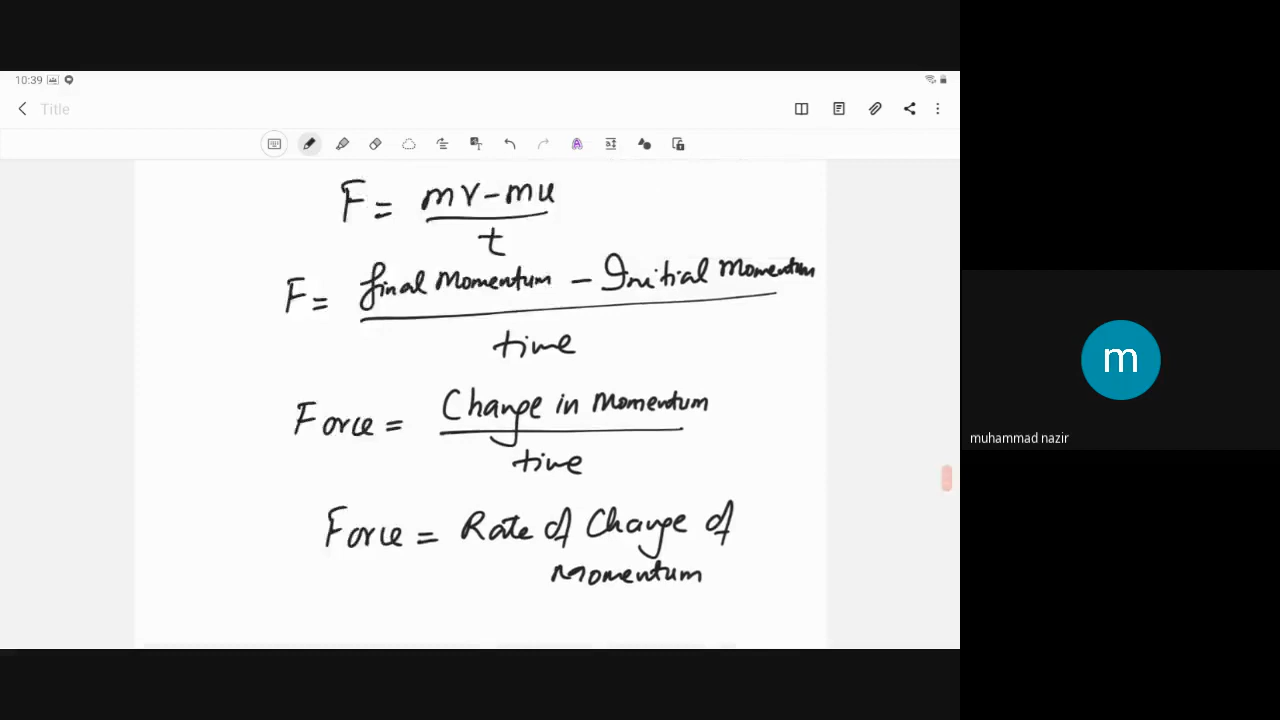 10:39
Title
F = mv - mu
t
F = final Momentum - Initial Momentum
time
Force = Change in Momentum
time
Force = Rate of Change of
Momentum
m
muhammad nazir